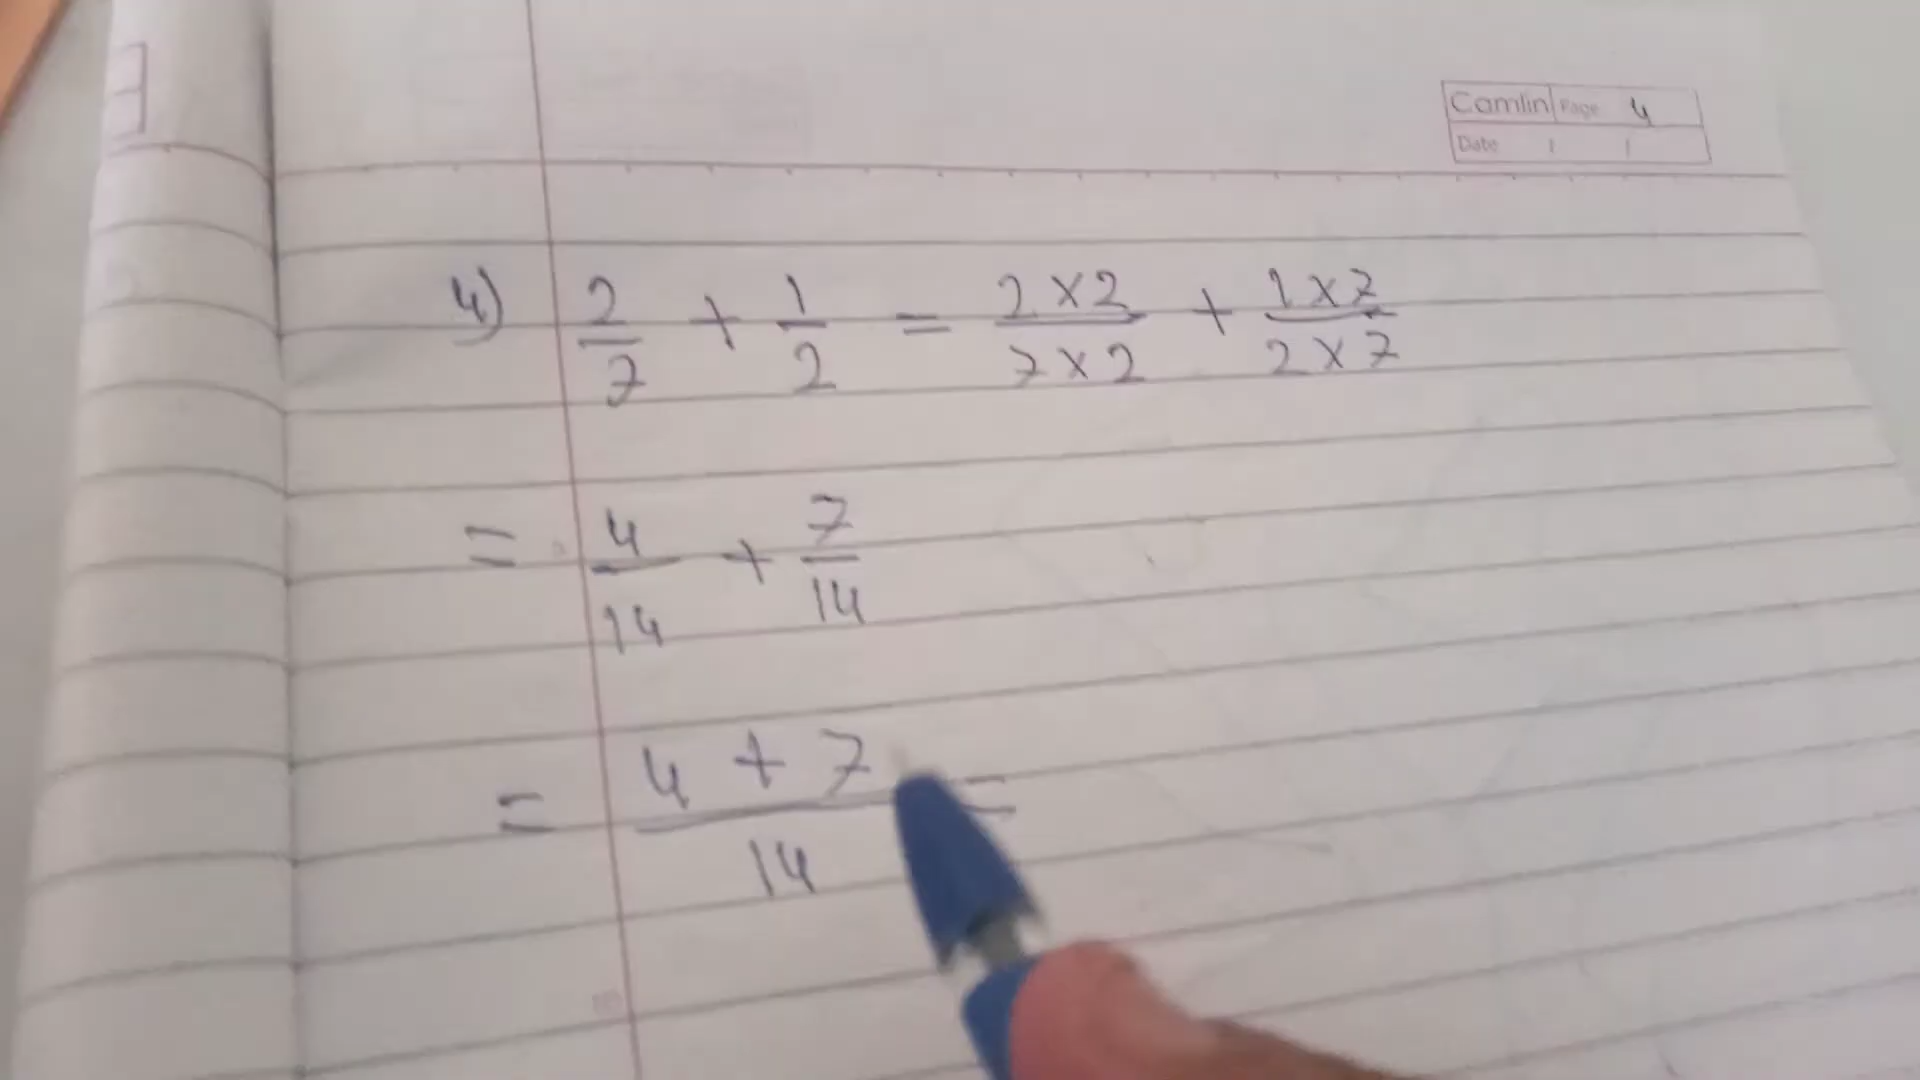 Camlin Page 4
Date / /
4) 2/7 + 1/2 = 2×2/7×2 + 1×7/2×7
= 4/14 + 7/14
= 4+7/14 =